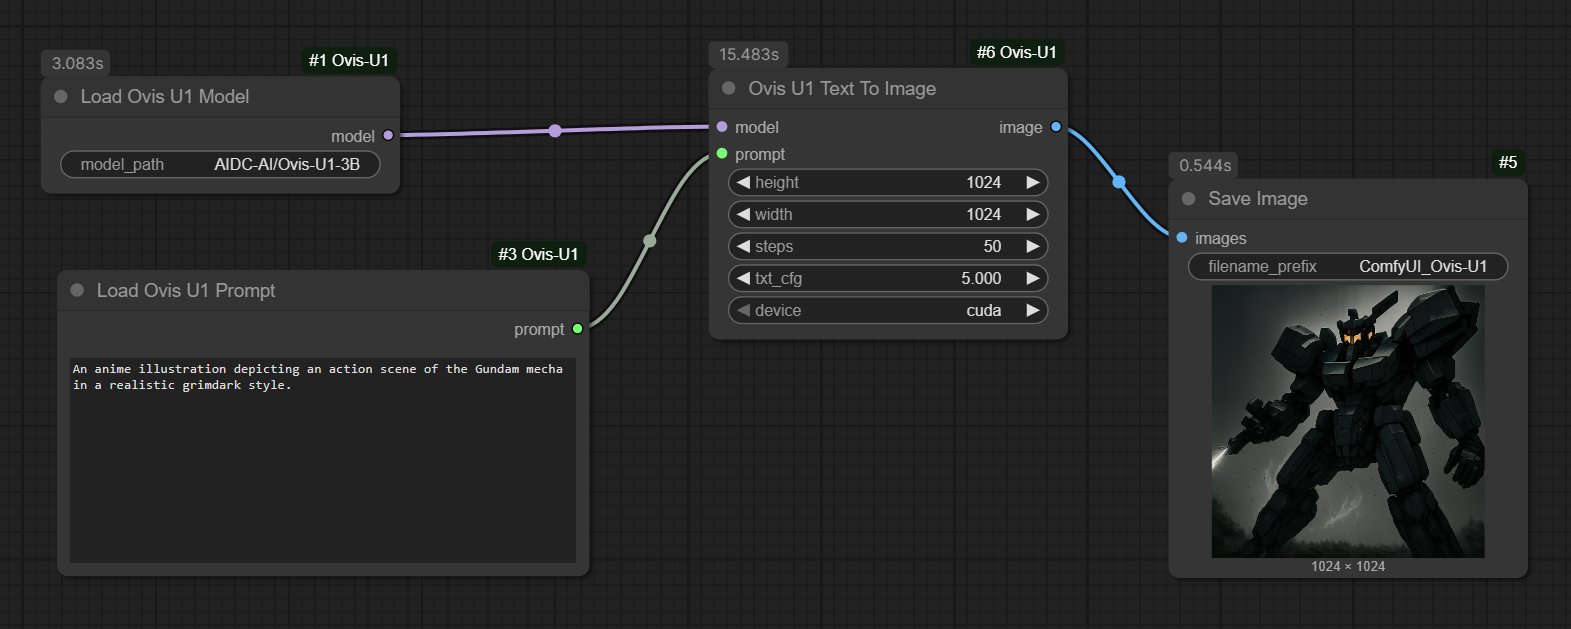 3.083s
#1 Ovis-U1
Load Ovis U1 Model
model
model_path AIDC-AI/Ovis-U1-3B
#3 Ovis-U1
Load Ovis U1 Prompt
prompt
An anime illustration depicting an action scene of the Gundam mecha
in a realistic grimdark style.
15.483s
#6 Ovis-U1
Ovis U1 Text To Image
model image
prompt
height 1024
width 1024
steps 50
txt_cfg 5.000
device cuda
0.544s
#5
Save Image
images
filename_prefix ComfyUI_Ovis-U1
1024 × 1024